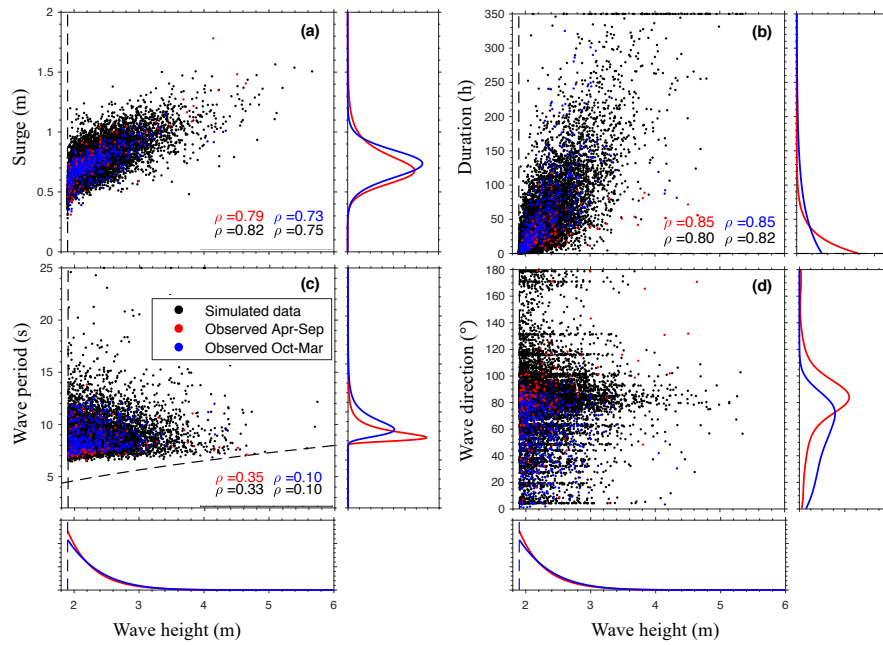 2
1.5
1
0.5
0
Surge (m)
(a)
ρ=0.79 ρ=0.73
ρ=0.82 ρ=0.75
350
300
250
200
150
100
50
0
Duration (h)
(b)
ρ=0.85 ρ=0.85
ρ=0.80 ρ=0.82
25
20
15
10
5
Wave period (s)
(c)
Simulated data
Observed Apr-Sep
Observed Oct-Mar
ρ=0.35 ρ=0.10
ρ=0.33 ρ=0.10
2 3 4 5 6
Wave height (m)
180
160
140
120
100
80
60
40
20
0
Wave direction (°)
(d)
2 3 4 5 6
Wave height (m)